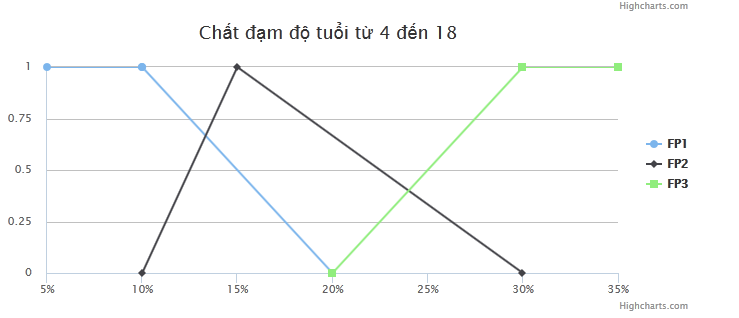 Highcharts.com
Chất đạm độ tuổi từ 4 đến 18
1
0.75
0.5
0.25
0
5% 10% 15% 20% 25% 30% 35%
FP1
FP2
FP3
Highcharts.com